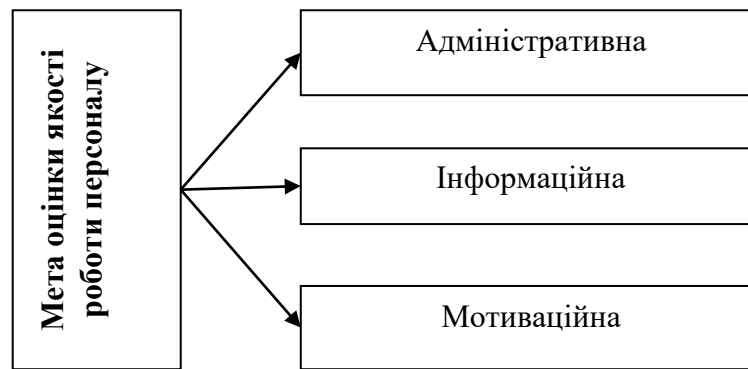 Мета оцінки якості
роботи персоналу
Адміністративна
Інформаційна
Мотиваційна